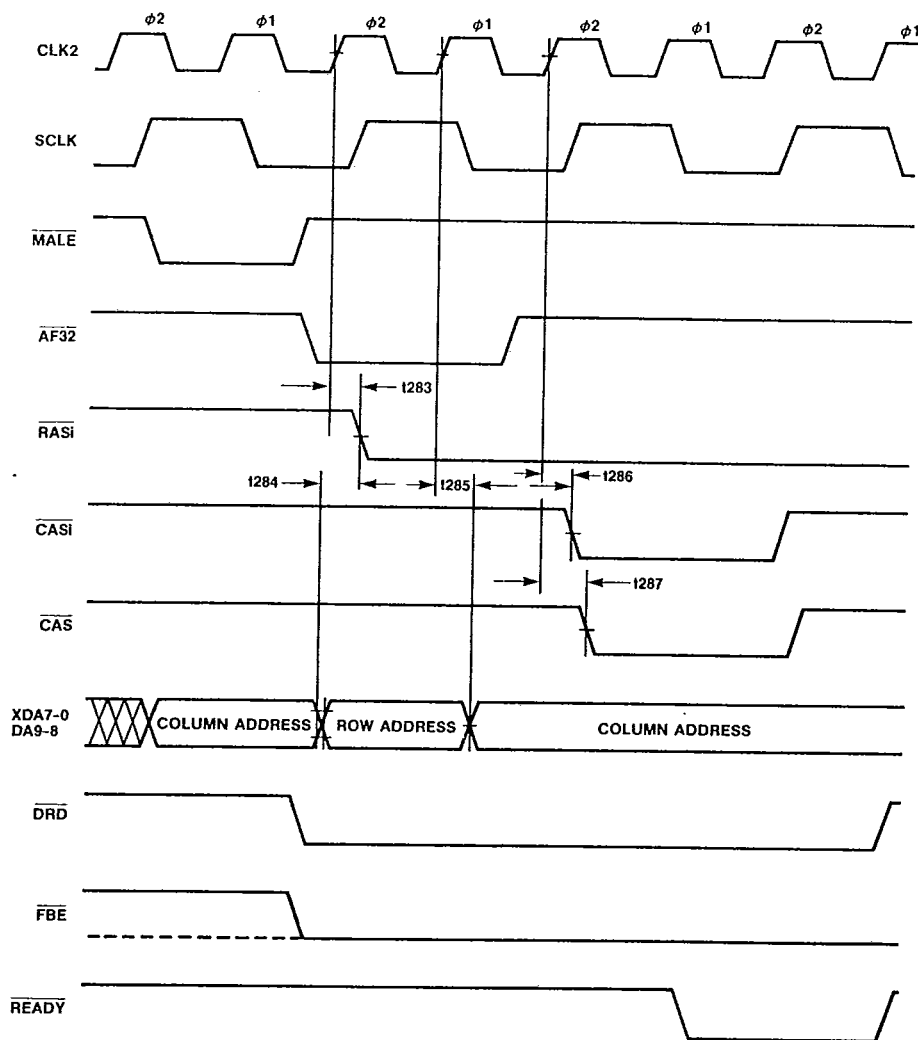 φ2 φ1 φ2 φ1 φ2 φ1 φ2 φ1
CLK2
SCLK
MALE
AF32
t283
RASi
t284 t285 t286
CASi
t287
CAS
XDA7-0
DA9-8
COLUMN ADDRESS ROW ADDRESS COLUMN ADDRESS
DRD
FBE
READY